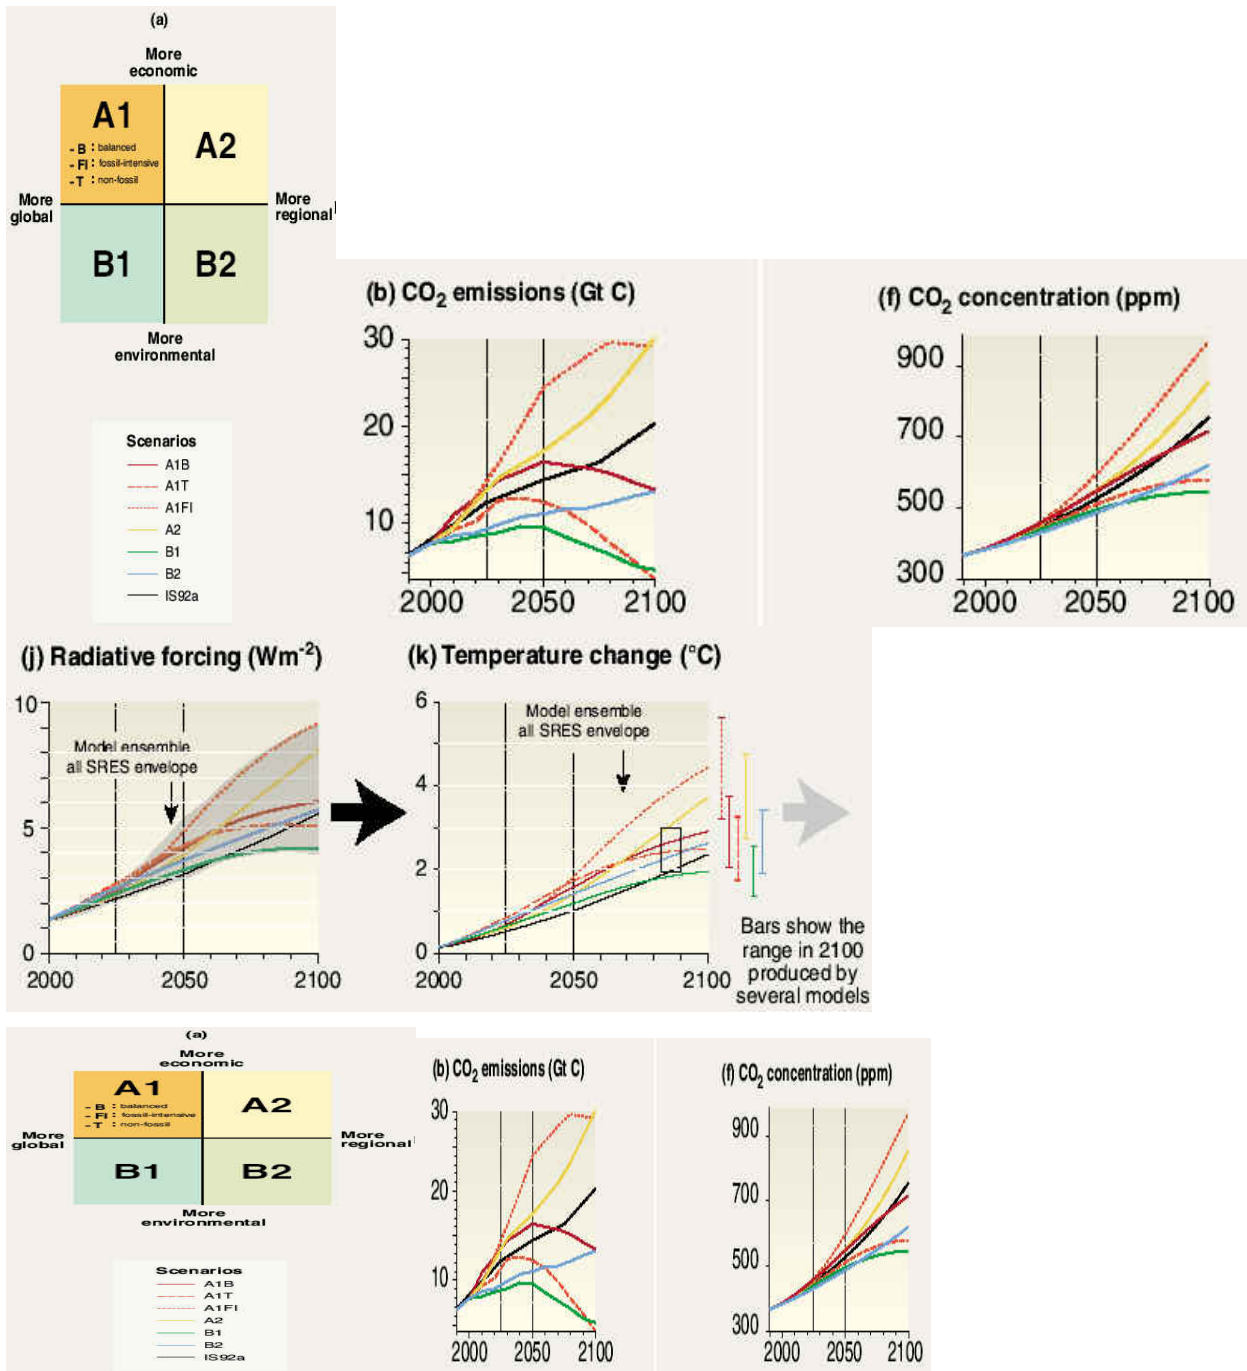 (a)
More
economic
A1
- B : balanced
- FI : fossil-intensive
- T : non-fossil
A2
More
global
More
regional
B1
B2
More
environmental
Scenarios
A1B
A1T
A1FI
A2
B1
B2
IS92a
(b) CO2 emissions (Gt C)
30
20
10
2000 2050 2100
(f) CO2 concentration (ppm)
900
700
500
300
2000 2050 2100
(j) Radiative forcing (Wm-2)
10
5
0
Model ensemble
all SRES envelope
2000 2050 2100
(k) Temperature change (°C)
6
4
2
0
Model ensemble
all SRES envelope
2000 2050 2100
Bars show the
range in 2100
produced by
several models
(a)
More
economic
A1
- B : balanced
- FI : fossil-intensive
- T : non-fossil
A2
More
global
More
regional
B1
B2
More
environmental
Scenarios
A1B
A1T
A1FI
A2
B1
B2
IS92a
(b) CO2 emissions (Gt C)
30
20
10
2000 2050 2100
(f) CO2 concentration (ppm)
900
700
500
300
2000 2050 2100